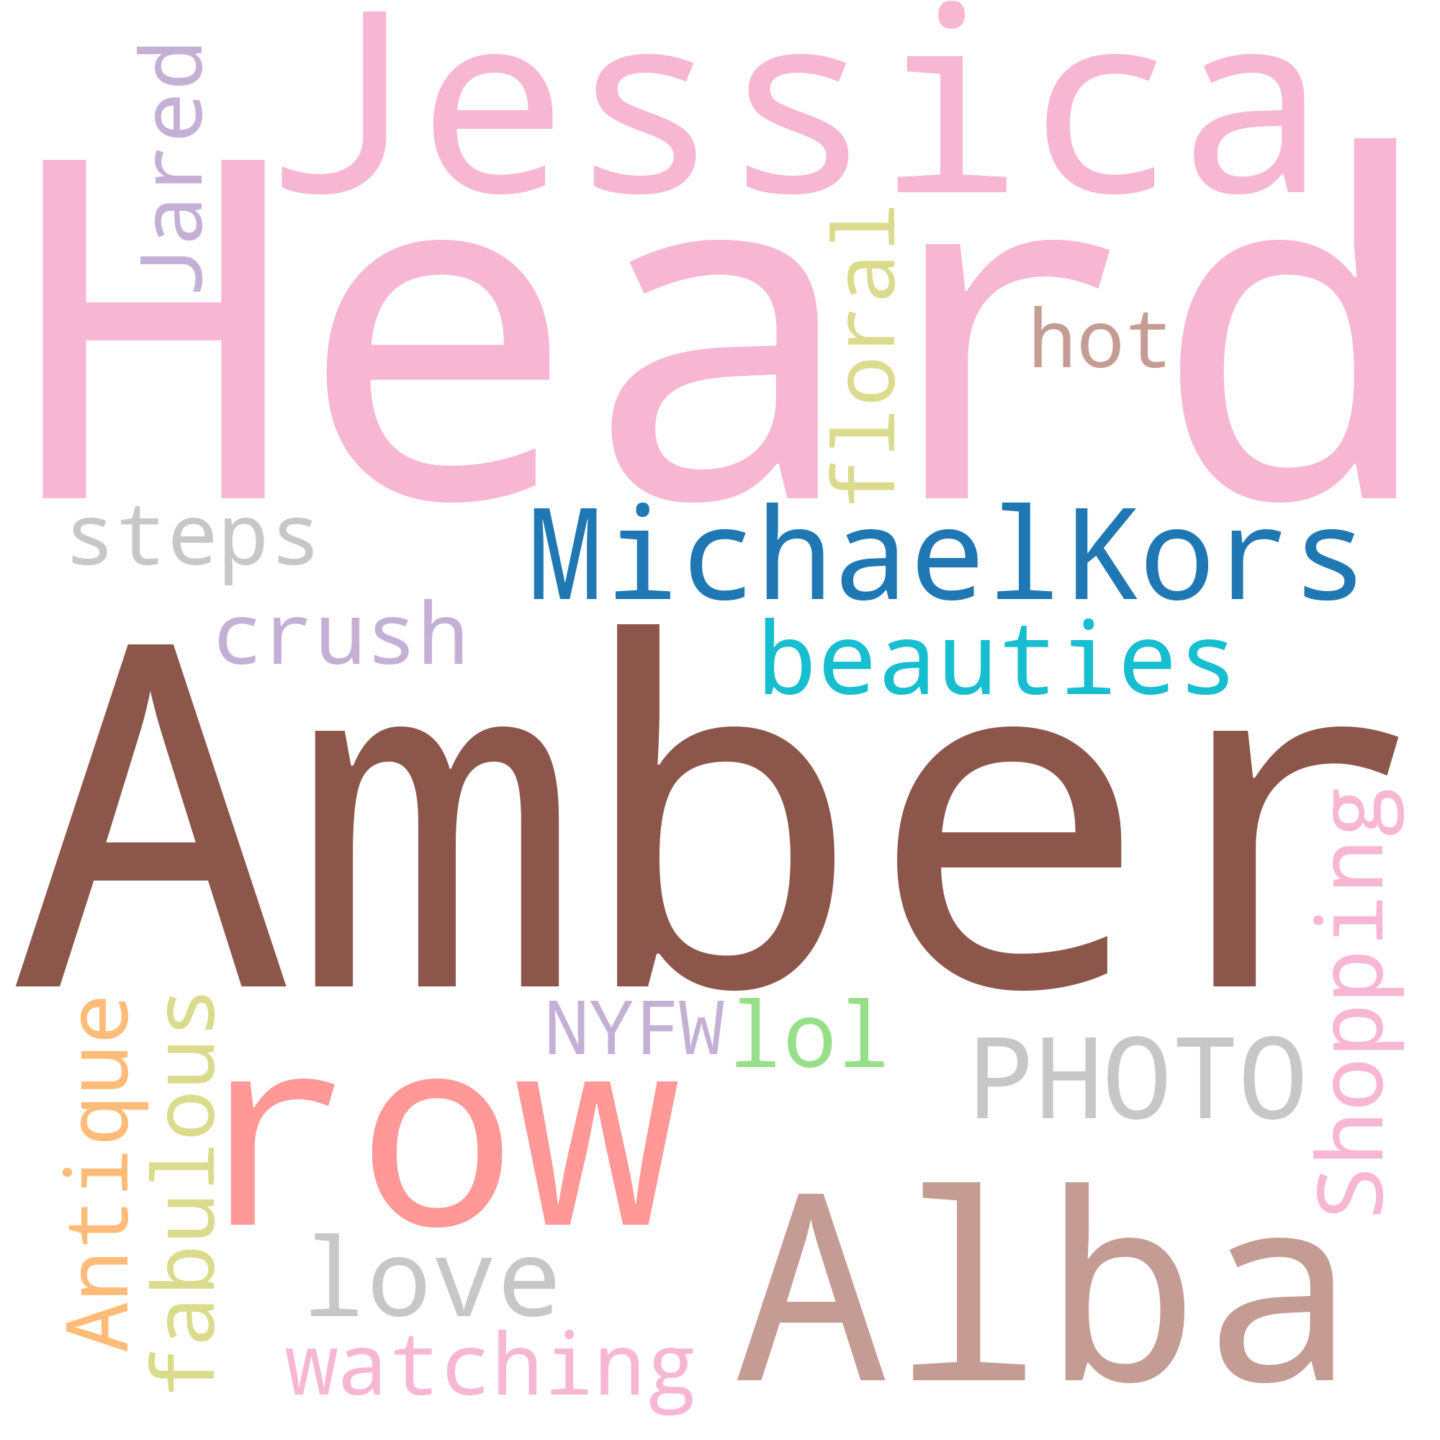 Jessica
Jared
Heard
floral
hot
steps
MichaelKors
crush
beauties
Amber
Shopping
Antique
fabulous
NYFW
lol
row
PHOTO
Alba
love
watching